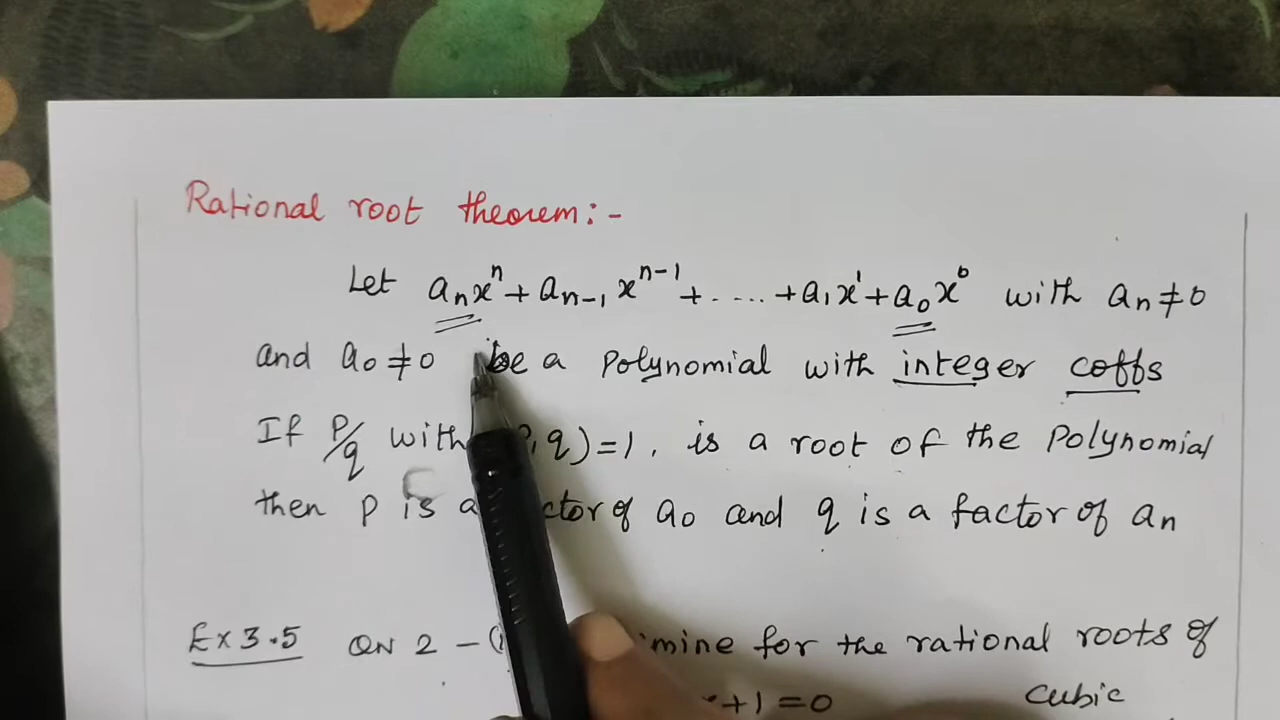 Rational root theorem:-
Let aₙxⁿ + aₙ₋₁ xⁿ⁻¹ + ..... + a₁x¹ + a₀x⁰ with aₙ ≠ 0
and a₀ ≠ 0 be a Polynomial with integer coffs
If P/q with , q) = 1, is a root of the Polynomial
then P is a ctor of a₀ and q is a factor of aₙ
Ex 3.5 QN 2 - ( mine for the rational roots of
+1=0 Cubic